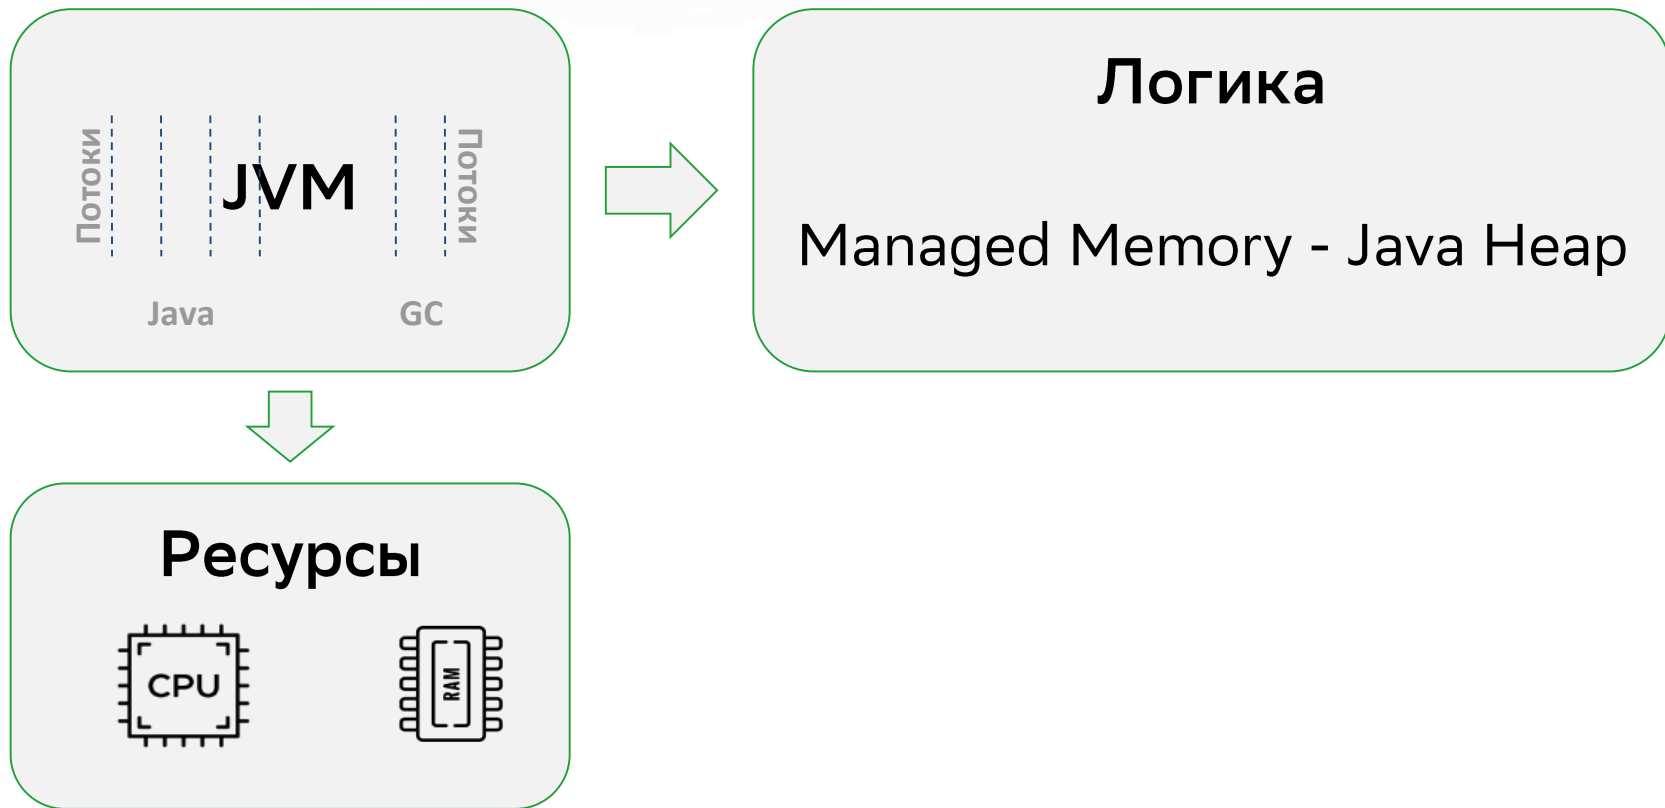 Потоки
JVM
Потоки
Java
GC
Логика
Managed Memory - Java Heap
Ресурсы
CPU
RAM